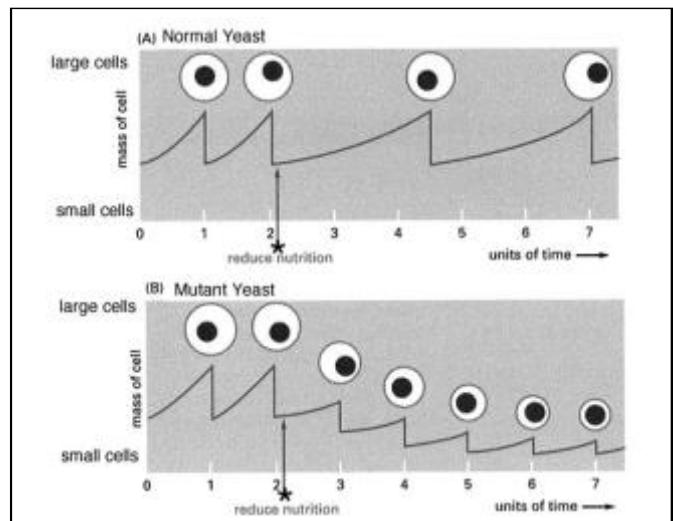 (A) Normal Yeast
large cells
mass of cell
small cells
0 1 2 3 4 5 6 7
reduce nutrition
units of time
(B) Mutant Yeast
large cells
mass of cell
small cells
0 1 2 3 4 5 6 7
reduce nutrition
units of time